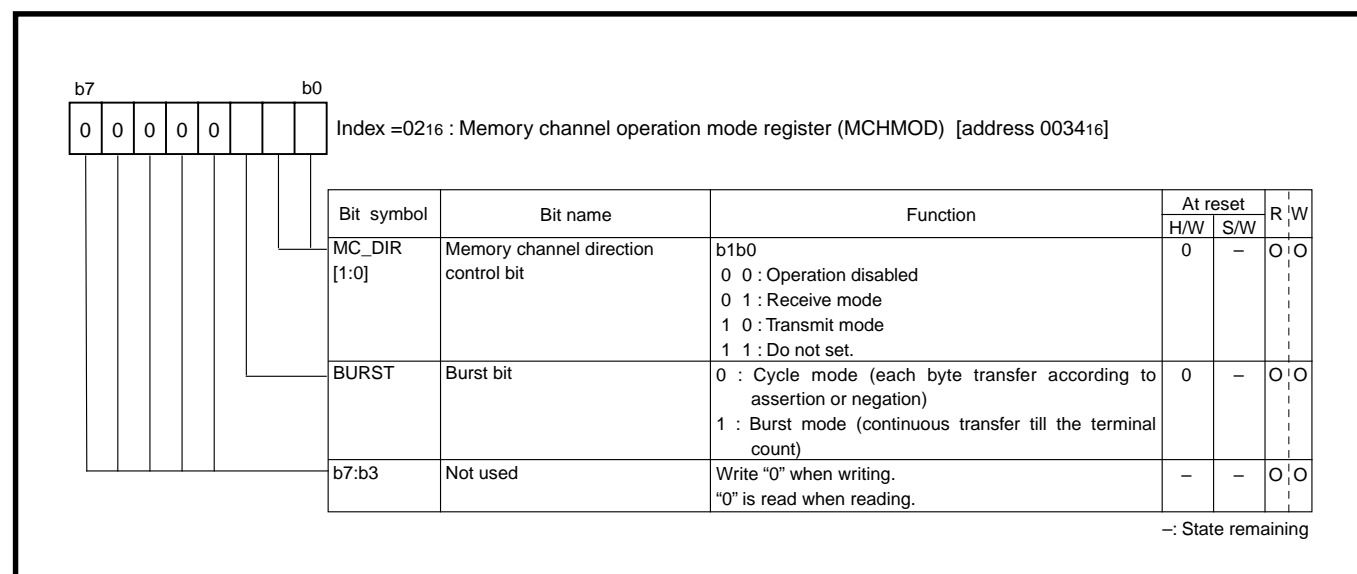 b7 b0
0 0 0 0 0
Index =0216 : Memory channel operation mode register (MCHMOD) [address 003416]
Bit symbol Bit name Function At reset R W
H/W S/W
MC_DIR Memory channel direction b1b0 0 – O O
[1:0] control bit 0 0 : Operation disabled
0 1 : Receive mode
1 0 : Transmit mode
1 1 : Do not set.
BURST Burst bit 0 : Cycle mode (each byte transfer according to 0 – O O
assertion or negation)
1 : Burst mode (continuous transfer till the terminal
count)
b7:b3 Not used Write “0” when writing. – – O O
“0” is read when reading.
–: State remaining